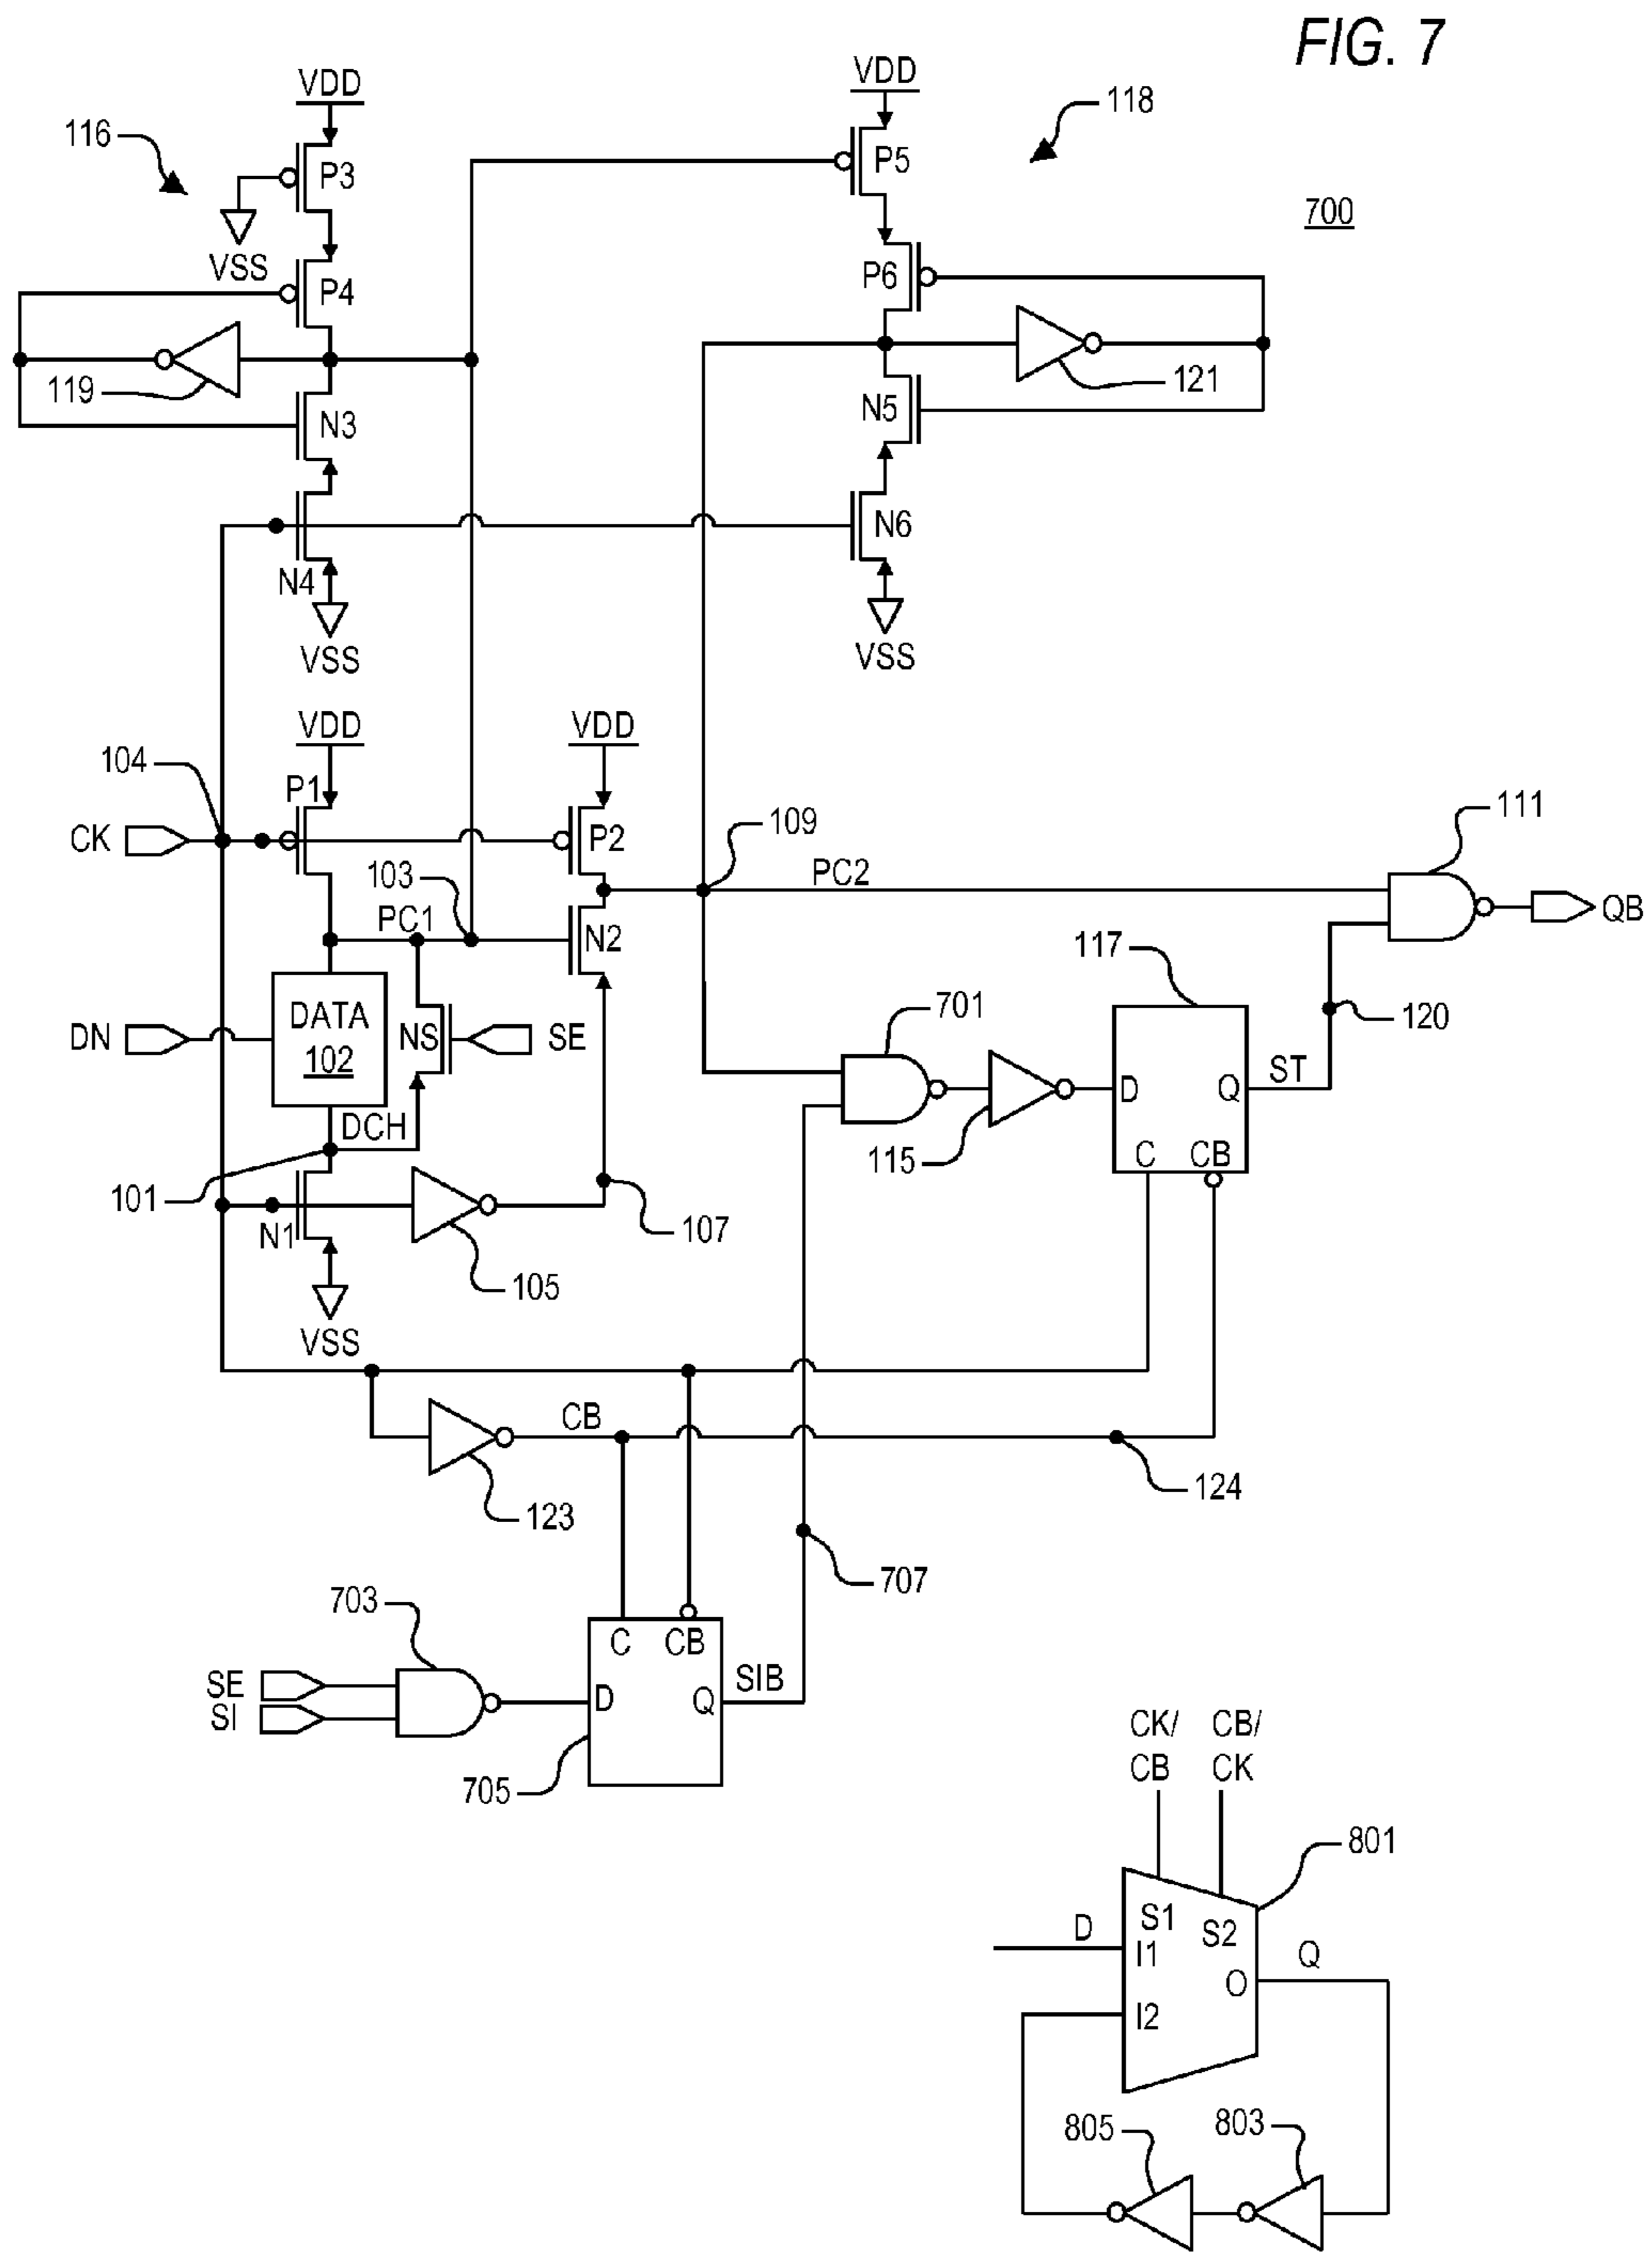 FIG. 7
VDD
VDD
116
118
P3
P5
700
VSS
P4
P6
119
121
N3
N5
N4
N6
VSS
VSS
VDD
VDD
104
P1
CK
P2
109
111
103
PC2
PC1
QB
N2
117
DATA
102
NS
SE
DN
701
120
ST
D
Q
DCH
115
C
CB
101
N1
107
105
VSS
CB
124
123
707
703
C
CB
SE
SI
D
Q
SIB
705
CK/
CB
CB/
CK
801
S1
S2
D
I1
Q
O
I2
805
803